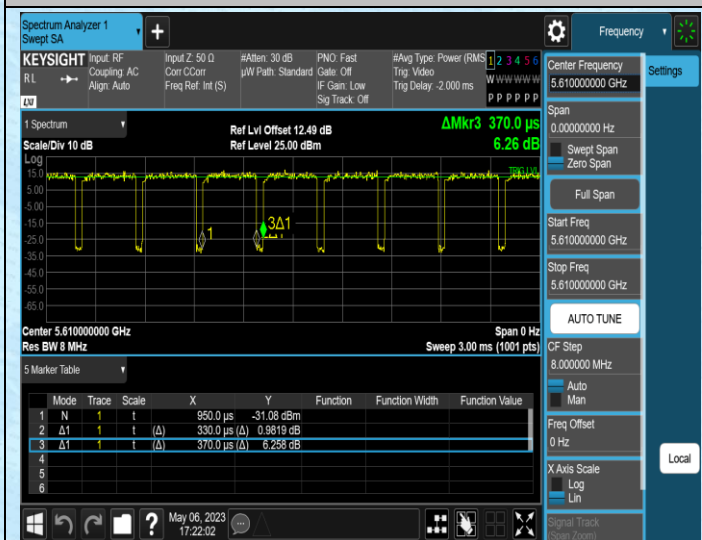 Spectrum Analyzer 1
Swept SA
+
Frequency
KEYSIGHT
RL
LXI
Input: RF
Coupling: AC
Align: Auto
Input Z: 50 Ω
Corr CCorr
Freq Ref: Int (S)
#Atten: 30 dB
µW Path: Standard
PNO: Fast
Gate: Off
IF Gain: Low
Sig Track: Off
#Avg Type: Power (RMS
Trig: Video
Trig Delay: -2.000 ms
1 2 3 4 5 6
W W W W W W
P P P P P P
Center Frequency
5.610000000 GHz
Settings
1 Spectrum
Scale/Div 10 dB
Ref Lvl Offset 12.49 dB
Ref Level 25.00 dBm
ΔMkr3 370.0 µs
6.26 dB
Span
0.00000000 Hz
Swept Span
Zero Span
Log
15.0
5.00
-5.00
-15.0
-25.0
-35.0
-45.0
-55.0
-65.0
TRIG LVL
1
3Δ1
Full Span
Start Freq
5.610000000 GHz
Stop Freq
5.610000000 GHz
AUTO TUNE
Center 5.610000000 GHz
Res BW 8 MHz
Span 0 Hz
Sweep 3.00 ms (1001 pts)
CF Step
8.000000 MHz
Auto
Man
5 Marker Table
Mode Trace Scale X Y Function Function Width Function Value
1 N 1 t 950.0 µs -31.08 dBm
2 Δ1 1 t (Δ) 330.0 µs (Δ) 0.9819 dB
3 Δ1 1 t (Δ) 370.0 µs (Δ) 6.258 dB
4
5
6
Freq Offset
0 Hz
X Axis Scale
Log
Lin
Local
Signal Track
(Span Zoom)
?
May 06, 2023
17:22:02